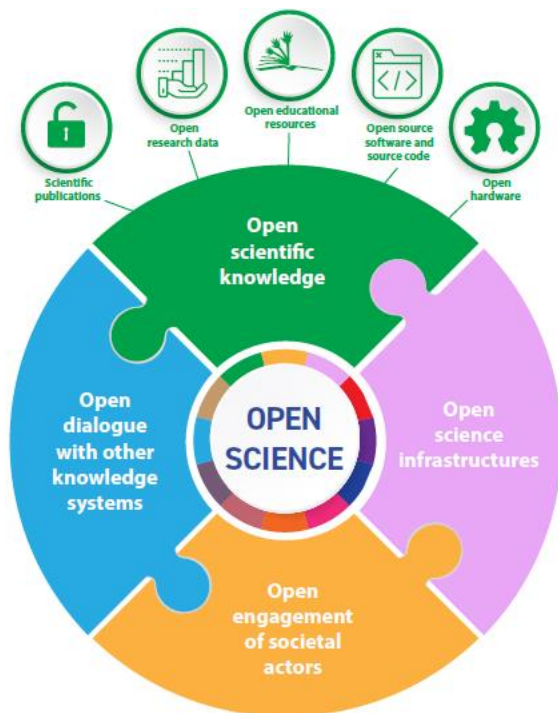 Scientific
publications
Open
research data
Open educational
resources
Open source
software and
source code
Open
hardware
Open
scientific
knowledge
Open
dialogue
with other
knowledge
systems
OPEN
SCIENCE
Open
science
infrastructures
Open
engagement
of societal
actors